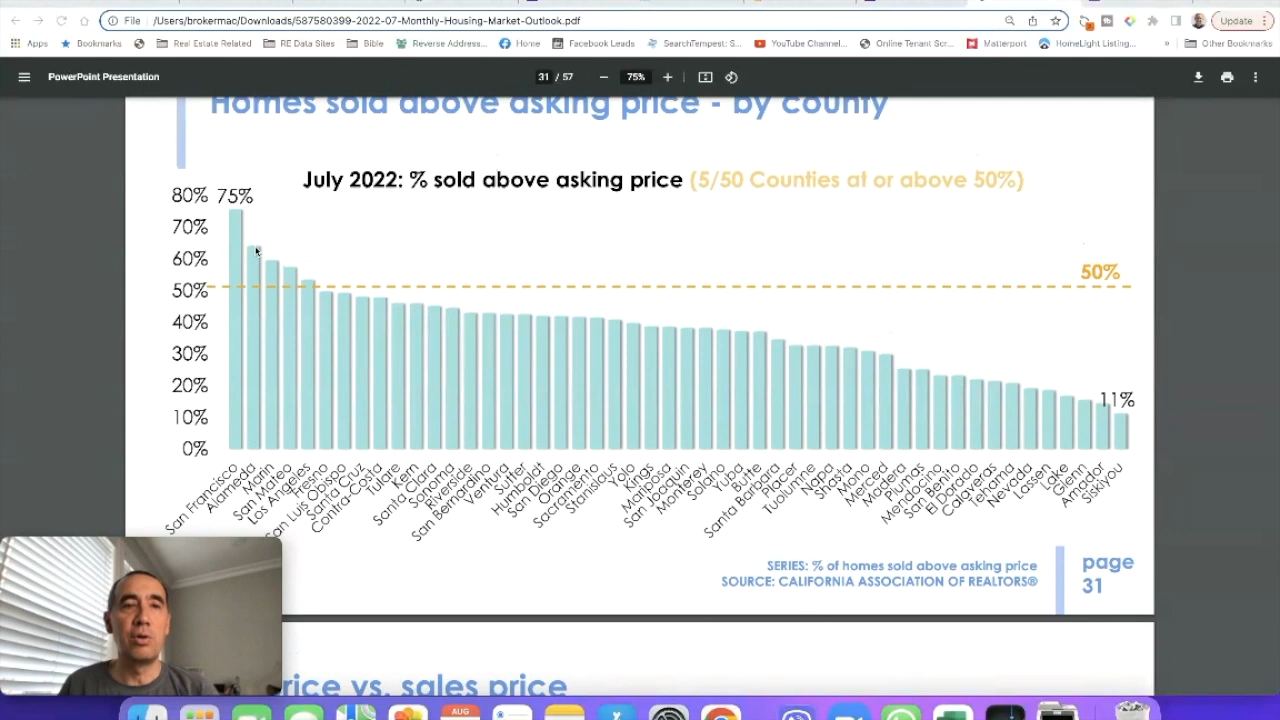 File | /Users/brokermac/Downloads/587580399-2022-07-Monthly-Housing-Market-Outlook.pdf
Update
Apps Bookmarks Real Estate Related RE Data Sites Bible Reverse Address... Home Facebook Leads SearchTempest: S... YouTube Channel... Online Tenant Scr... Matterport HomeLight Listing... » Other Bookmarks
PowerPoint Presentation 31 / 57 − 75% +
Homes sold above asking price - by county
July 2022: % sold above asking price (5/50 Counties at or above 50%)
80%
70%
60%
50%
40%
30%
20%
10%
0%
75%
50%
11%
San Francisco
Alameda
Marin
San Mateo
Los Angeles
Fresno
San Luis Obispo
Santa Cruz
Contra-Costa
Tulare
Kern
Santa Clara
Sonoma
Riverside
San Bernardino
Ventura
Sutter
Humboldt
San Diego
Orange
Sacramento
Stanislaus
Yolo
Kings
Mariposa
San Joaquin
Monterey
Solano
Yuba
Butte
Santa Barbara
Placer
Tuolumne
Napa
Shasta
Mono
Merced
Madera
Plumas
Mendocino
San Benito
El Dorado
Calaveras
Tehama
Nevada
Lassen
Lake
Glenn
Amador
Siskiyou
SERIES: % of homes sold above asking price
SOURCE: CALIFORNIA ASSOCIATION OF REALTORS®
page
31
rice vs. sales price
AUG